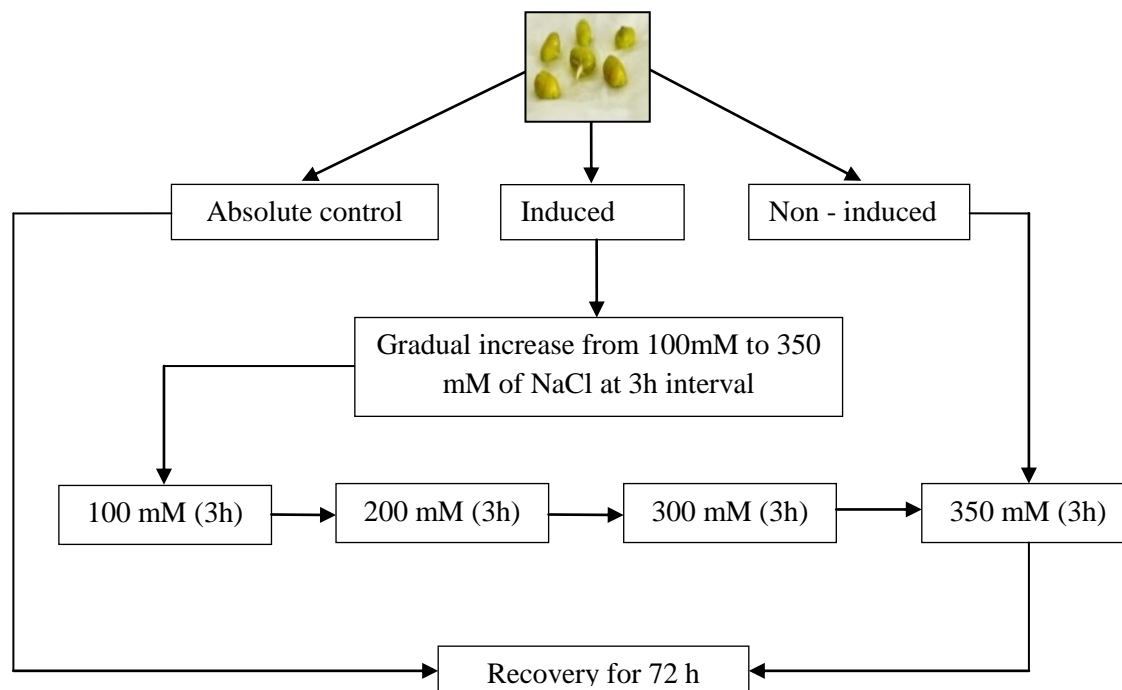 Absolute control
Induced
Non - induced
Gradual increase from 100mM to 350
mM of NaCl at 3h interval
100 mM (3h)
200 mM (3h)
300 mM (3h)
350 mM (3h)
Recovery for 72 h